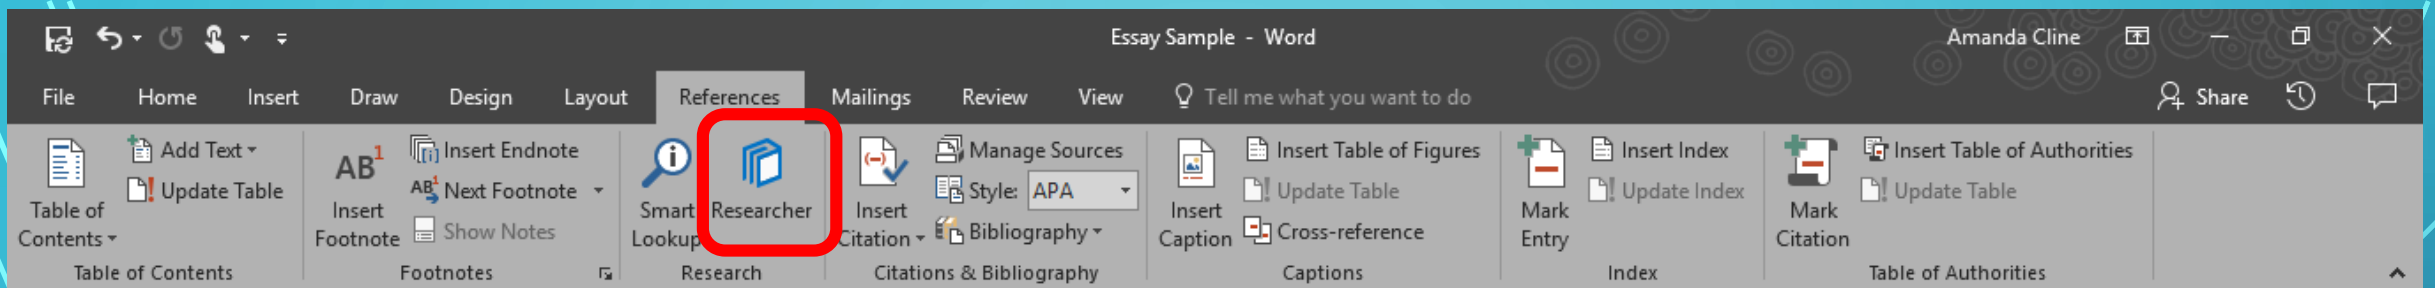 Essay Sample - Word
Amanda Cline
File Home Insert Draw Design Layout References Mailings Review View Tell me what you want to do Share
Table of Contents
Add Text
Update Table
Table of Contents
AB1
Insert Footnote
Insert Endnote
Next Footnote
Show Notes
Footnotes
Smart Lookup
Researcher
Research
Insert Citation
Manage Sources
Style: APA
Bibliography
Citations & Bibliography
Insert Caption
Insert Table of Figures
Update Table
Cross-reference
Captions
Mark Entry
Insert Index
Update Index
Index
Mark Citation
Insert Table of Authorities
Update Table
Table of Authorities